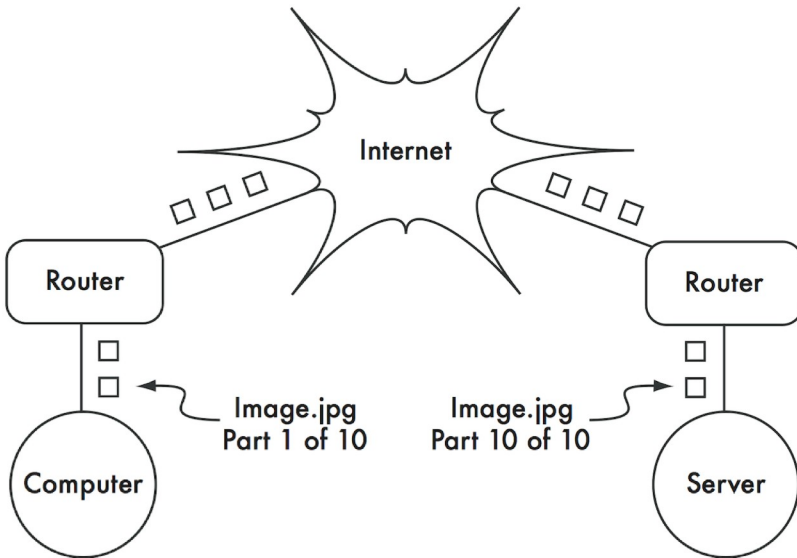 Internet
Router
Router
Image.jpg
Part 1 of 10
Image.jpg
Part 10 of 10
Computer
Server